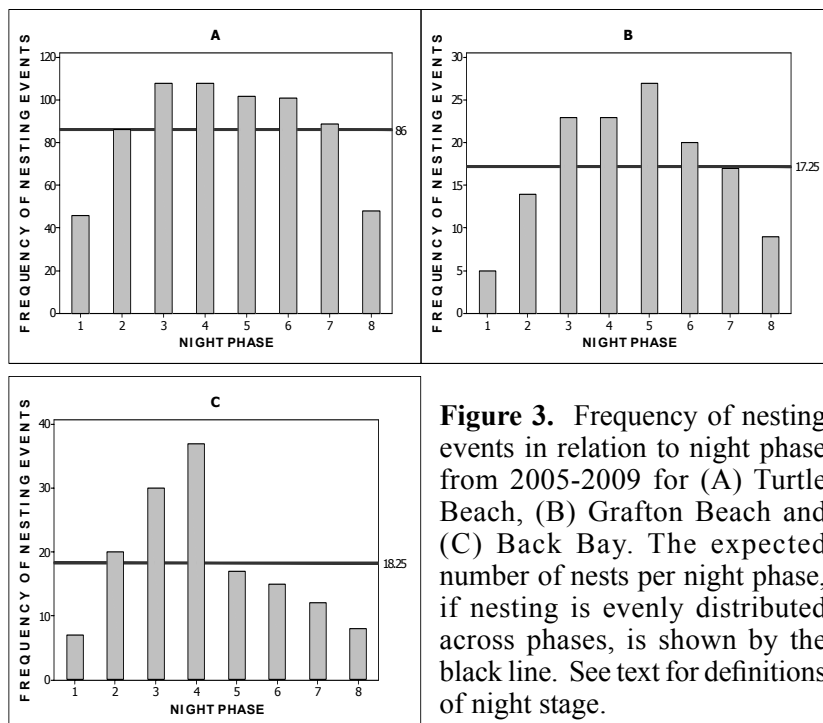 A
FREQUENCY OF NESTING EVENTS
120
100
80
60
40
20
0
86
1 2 3 4 5 6 7 8
NIGHT PHASE
B
FREQUENCY OF NESTING EVENTS
30
25
20
15
10
5
0
17.25
1 2 3 4 5 6 7 8
NIGHT PHASE
C
FREQUENCY OF NESTING EVENTS
40
30
20
10
0
18.25
1 2 3 4 5 6 7 8
NIGHT PHASE
Figure 3. Frequency of nesting
events in relation to night phase
from 2005-2009 for (A) Turtle
Beach, (B) Grafton Beach and
(C) Back Bay. The expected
number of nests per night phase,
if nesting is evenly distributed
across phases, is shown by the
black line. See text for definitions
of night stage.